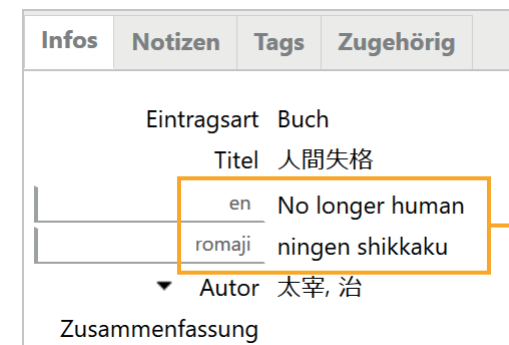 Infos Notizen Tags Zugehörig
Eintragsart Buch
Titel 人間失格
en No longer human
romaji ningen shikkaku
Autor 太宰, 治
Zusammenfassung